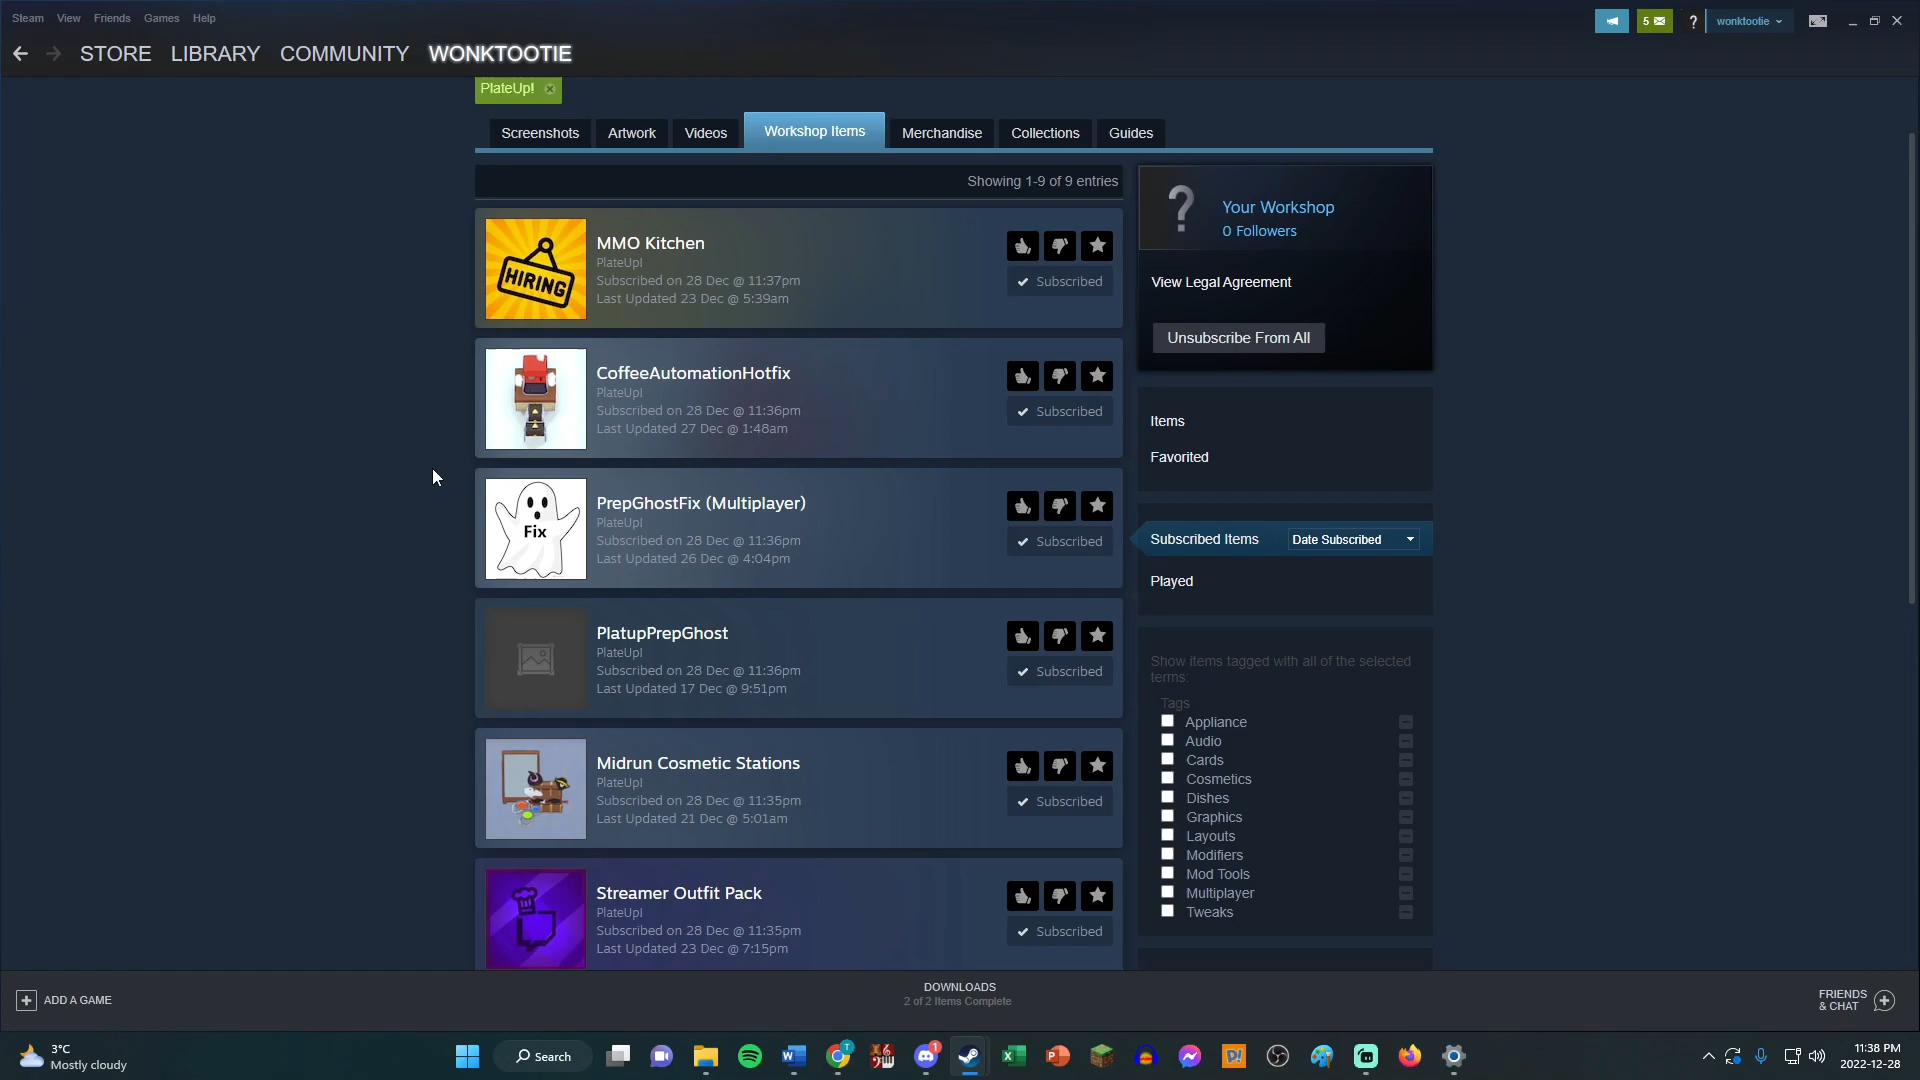 Steam View Friends Games Help
5
?
wonktootie
STORE LIBRARY COMMUNITY WONKTOOTIE
PlateUp!
Screenshots Artwork Videos Workshop Items Merchandise Collections Guides
Showing 1-9 of 9 entries
HIRING
MMO Kitchen
PlateUp!
Subscribed on 28 Dec @ 11:37pm
Last Updated 23 Dec @ 5:39am
Subscribed
CoffeeAutomationHotfix
PlateUp!
Subscribed on 28 Dec @ 11:36pm
Last Updated 27 Dec @ 1:48am
Subscribed
Fix
PrepGhostFix (Multiplayer)
PlateUp!
Subscribed on 28 Dec @ 11:36pm
Last Updated 26 Dec @ 4:04pm
Subscribed
PlatupPrepGhost
PlateUp!
Subscribed on 28 Dec @ 11:36pm
Last Updated 17 Dec @ 9:51pm
Subscribed
Midrun Cosmetic Stations
PlateUp!
Subscribed on 28 Dec @ 11:35pm
Last Updated 21 Dec @ 5:01am
Subscribed
Streamer Outfit Pack
PlateUp!
Subscribed on 28 Dec @ 11:35pm
Last Updated 23 Dec @ 7:15pm
Subscribed
?
Your Workshop
0 Followers
View Legal Agreement
Unsubscribe From All
Items
Favorited
Subscribed Items Date Subscribed
Played
Show items tagged with all of the selected
terms:
Tags
Appliance
Audio
Cards
Cosmetics
Dishes
Graphics
Layouts
Modifiers
Mod Tools
Multiplayer
Tweaks
ADD A GAME
DOWNLOADS
2 of 2 Items Complete
FRIENDS
& CHAT
3°C
Mostly cloudy
Search
T
1
D!
11:38 PM
2022-12-28